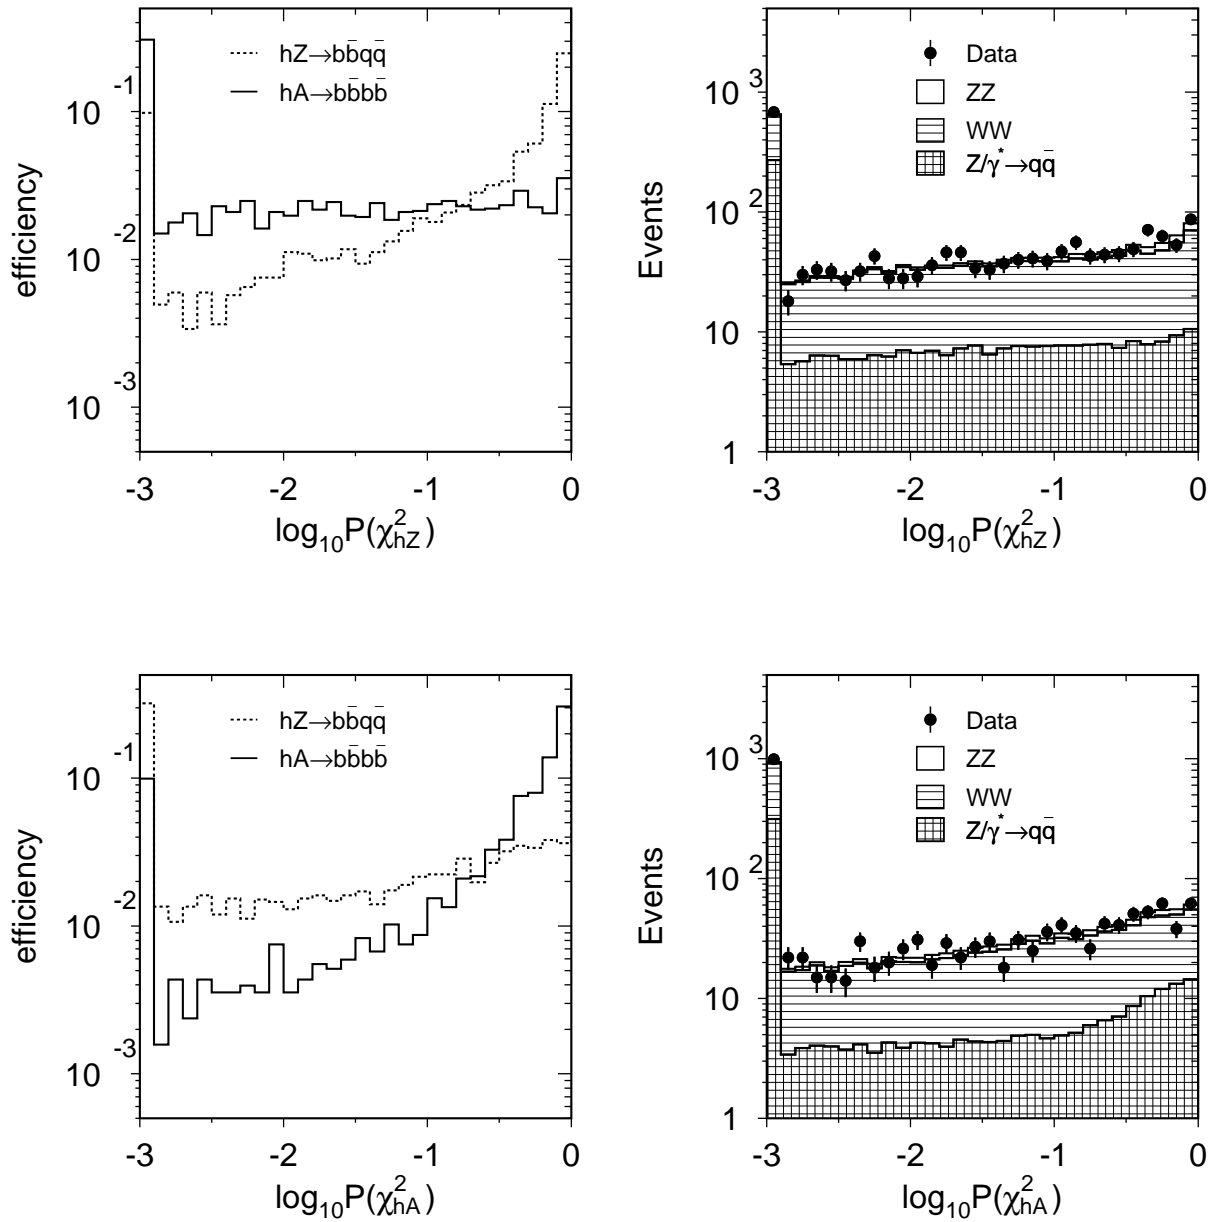 efficiency
hZ→bb̄qq̄
hA→bb̄bb̄
10⁻¹
10⁻²
10⁻³
-3 -2 -1 0
log₁₀P(χ²hZ)
Events
Data
ZZ
WW
Z/γ*→qq̄
10³
10²
10
1
-3 -2 -1 0
log₁₀P(χ²hZ)
efficiency
hZ→bb̄qq̄
hA→bb̄bb̄
10⁻¹
10⁻²
10⁻³
-3 -2 -1 0
log₁₀P(χ²hA)
Events
Data
ZZ
WW
Z/γ*→qq̄
10³
10²
10
1
-3 -2 -1 0
log₁₀P(χ²hA)